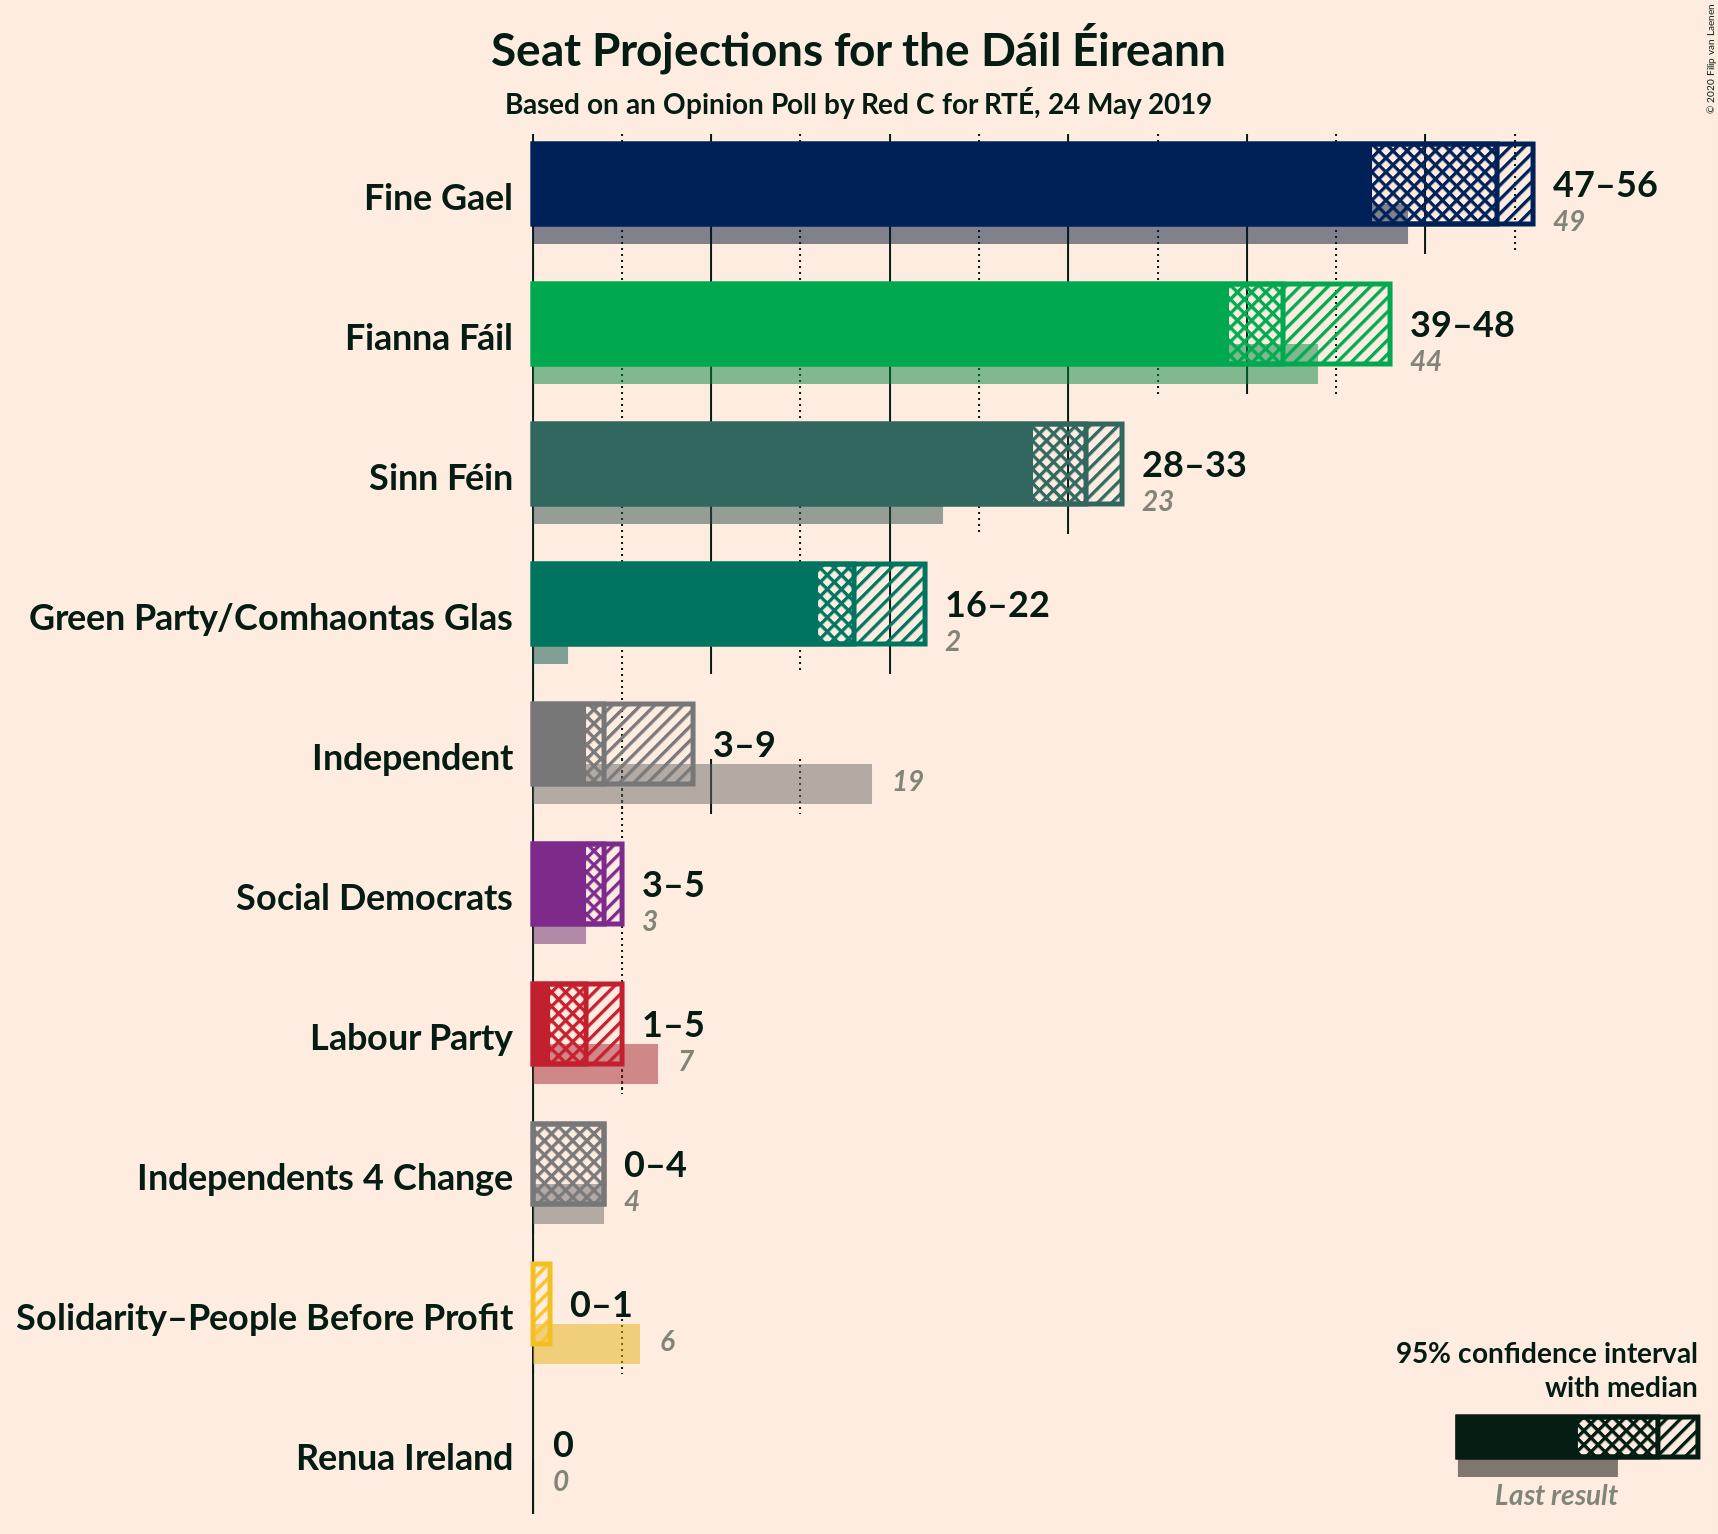 Seat Projections for the Dáil Éireann
Based on an Opinion Poll by Red C for RTÉ, 24 May 2019
© 2020 Filip van Laenen
Fine Gael
47–56
49
Fianna Fáil
39–48
44
Sinn Féin
28–33
23
Green Party/Comhaontas Glas
16–22
2
Independent
3–9
19
Social Democrats
3–5
3
Labour Party
1–5
7
Independents 4 Change
0–4
4
Solidarity–People Before Profit
0–1
6
Renua Ireland
0
0
95% confidence interval
with median
Last result